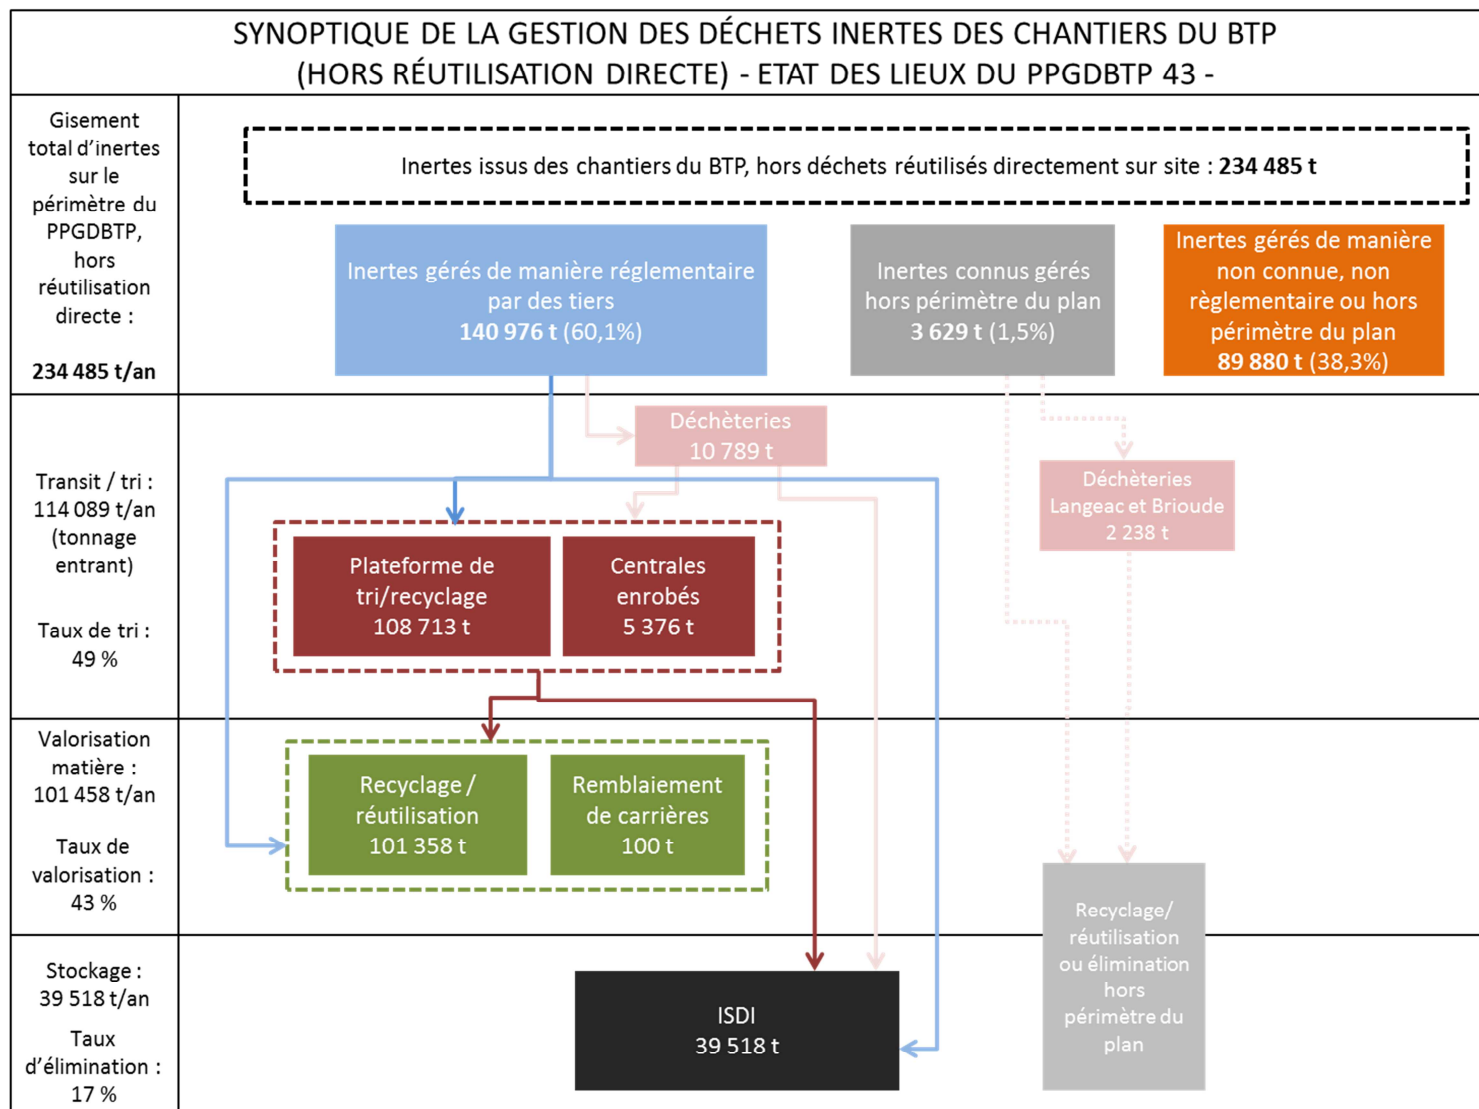 SYNOPTIQUE DE LA GESTION DES DÉCHETS INERTES DES CHANTIERS DU BTP
(HORS RÉUTILISATION DIRECTE) - ETAT DES LIEUX DU PPGDBTP 43 -
Gisement
total d’inertes
sur le
périmètre du
PPGDBTP,
hors
réutilisation
directe :
234 485 t/an
Inertes issus des chantiers du BTP, hors déchets réutilisés directement sur site : 234 485 t
Inertes gérés de manière réglementaire
par des tiers
140 976 t (60,1%)
Inertes connus gérés
hors périmètre du plan
3 629 t (1,5%)
Inertes gérés de manière
non connue, non
règlementaire ou hors
périmètre du plan
89 880 t (38,3%)
Transit / tri :
114 089 t/an
(tonnage
entrant)
Taux de tri :
49 %
Déchèteries
10 789 t
Déchèteries
Langeac et Brioude
2 238 t
Plateforme de
tri/recyclage
108 713 t
Centrales
enrobés
5 376 t
Valorisation
matière :
101 458 t/an
Taux de
valorisation :
43 %
Recyclage /
réutilisation
101 358 t
Remblaiement
de carrières
100 t
Recyclage/
réutilisation
ou élimination
hors
périmètre du
plan
Stockage :
39 518 t/an
Taux
d’élimination :
17 %
ISDI
39 518 t